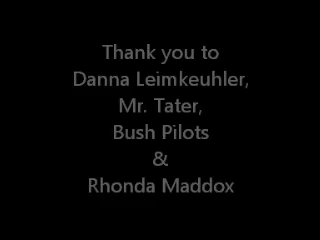 Thank you to
Danna Leimkeuhler,
Mr. Tater,
Bush Pilots
&
Rhonda Maddox